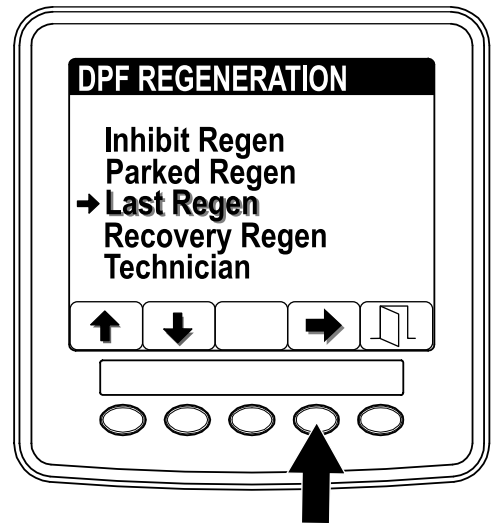 DPF REGENERATION
Inhibit Regen
Parked Regen
Last Regen
Recovery Regen
Technician